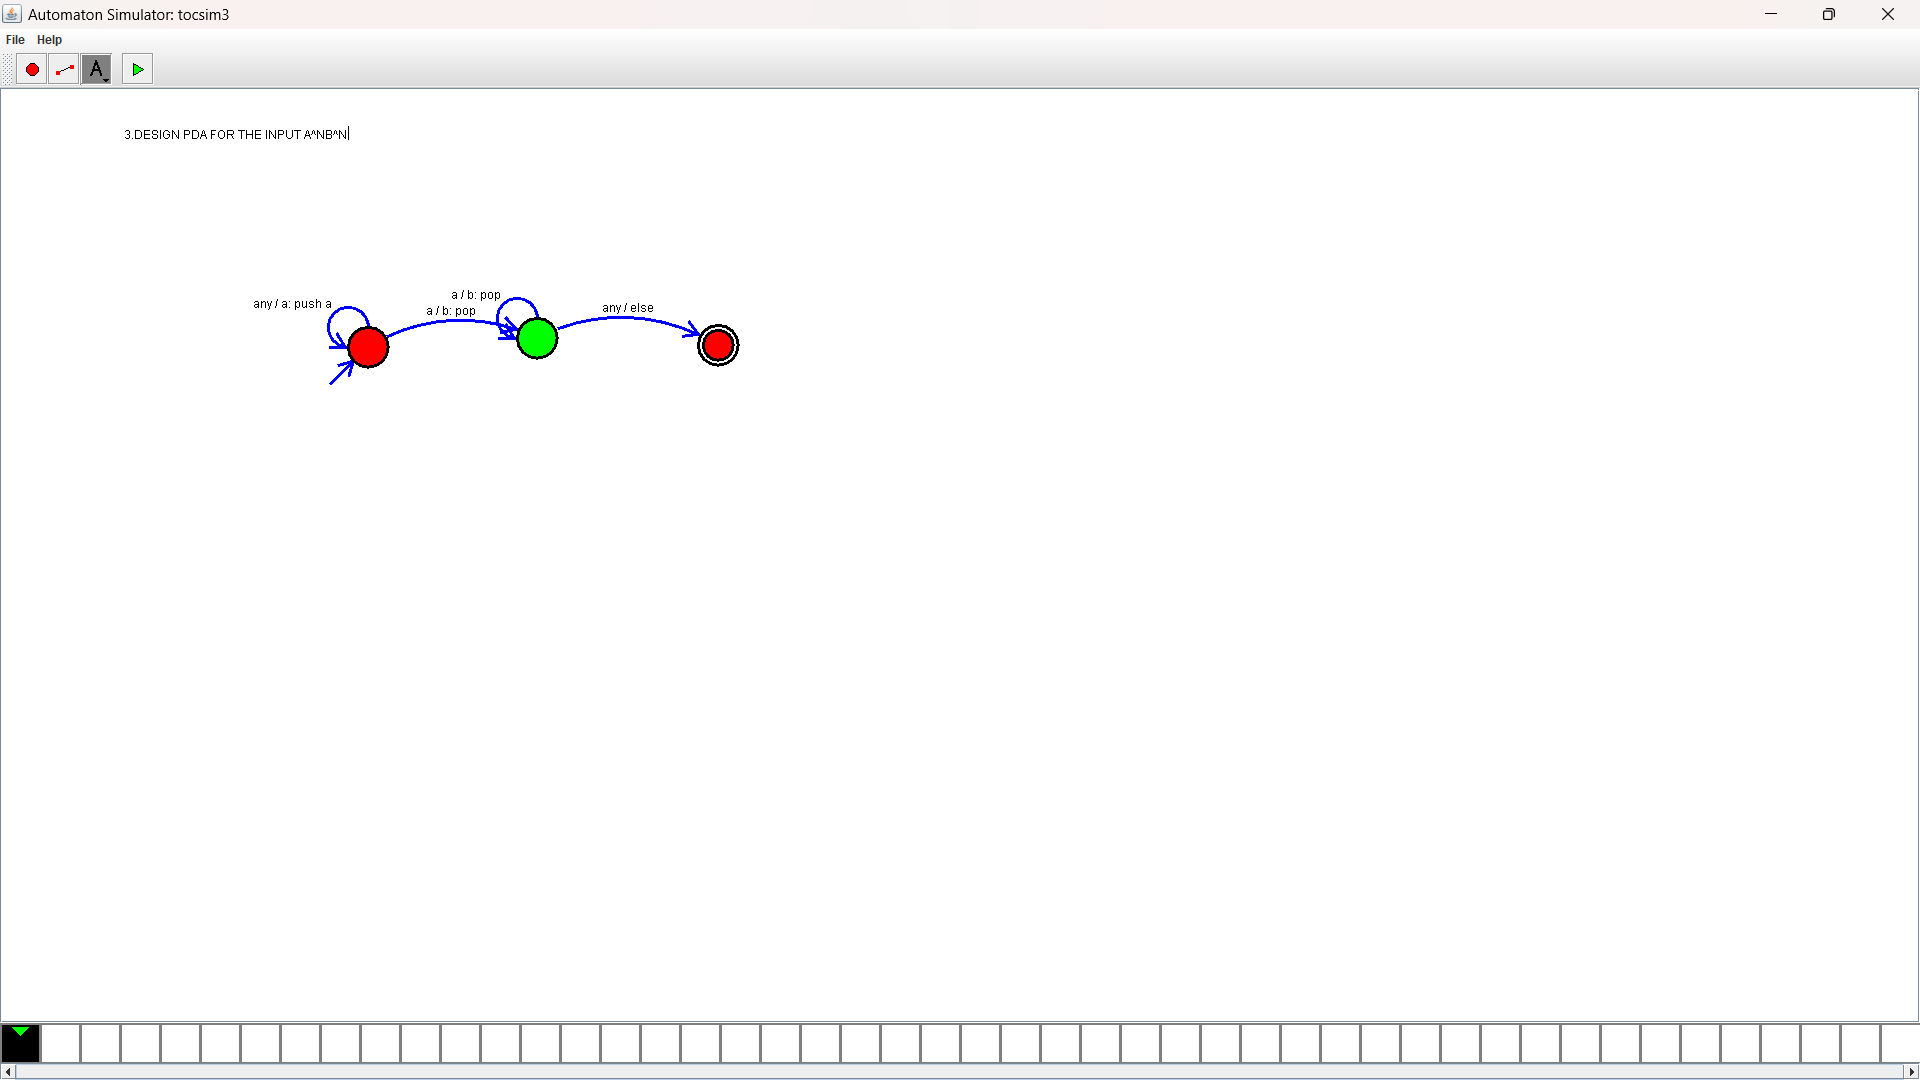 Automaton Simulator: tocsim3
File Help
A
3.DESIGN PDA FOR THE INPUT A^NB^N
any / a: push a
a / b: pop
a / b: pop
any / else